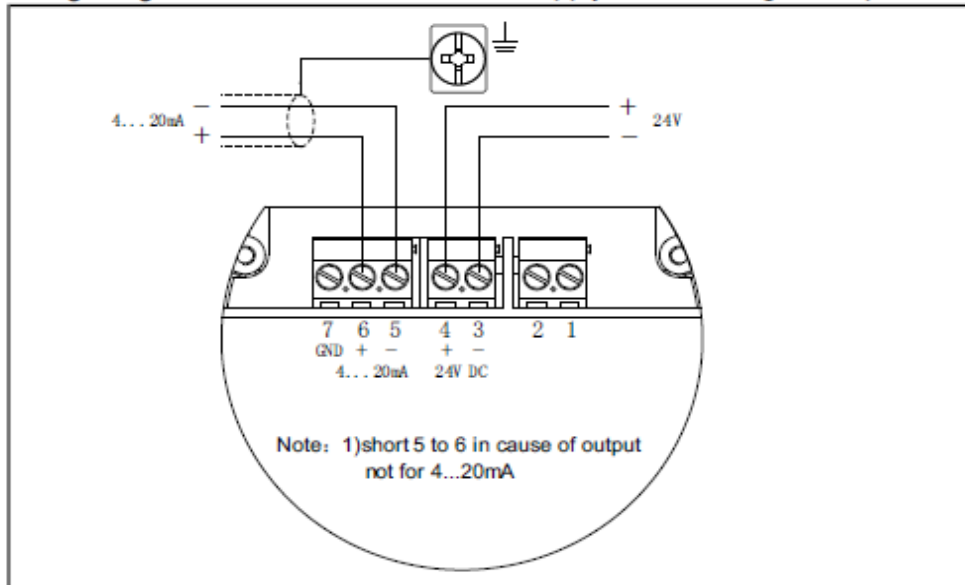 − +
4...20mA 24V
+ −
7 6 5 4 3 2 1
GND + − + −
4...20mA 24V DC
Note: 1)short 5 to 6 in cause of output
not for 4...20mA